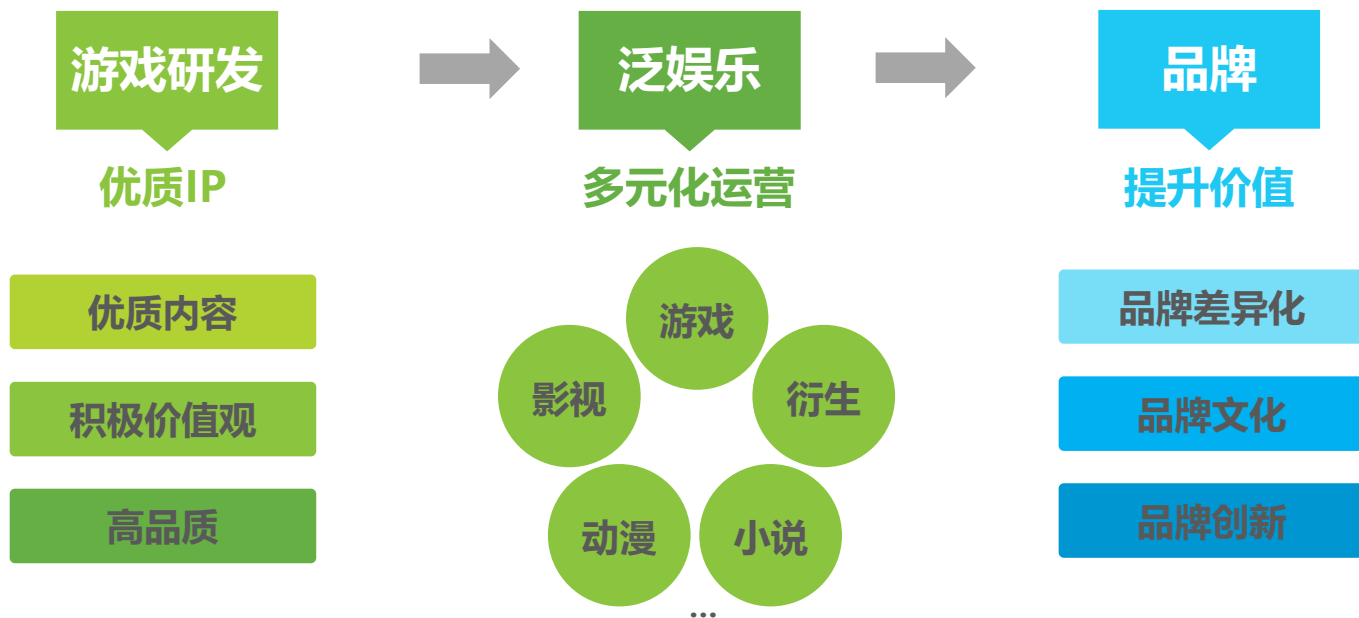 游戏研发
泛娱乐
品牌
优质IP
多元化运营
提升价值
优质内容
积极价值观
高品质
游戏
影视
衍生
动漫
小说
...
品牌差异化
品牌文化
品牌创新